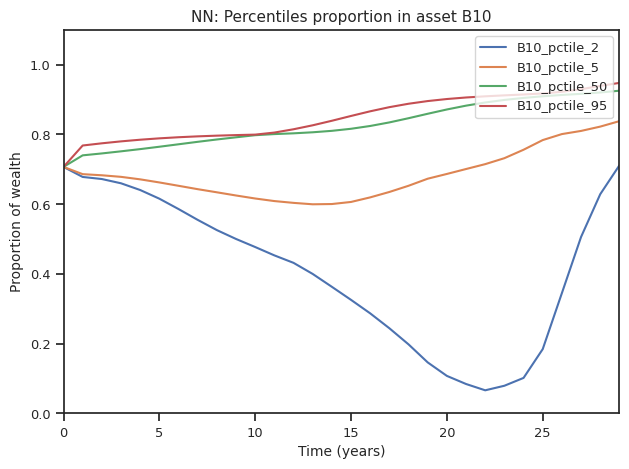 NN: Percentiles proportion in asset B10
B10_pctile_2
B10_pctile_5
B10_pctile_50
B10_pctile_95
Proportion of wealth
1.0
0.8
0.6
0.4
0.2
0.0
0 5 10 15 20 25
Time (years)